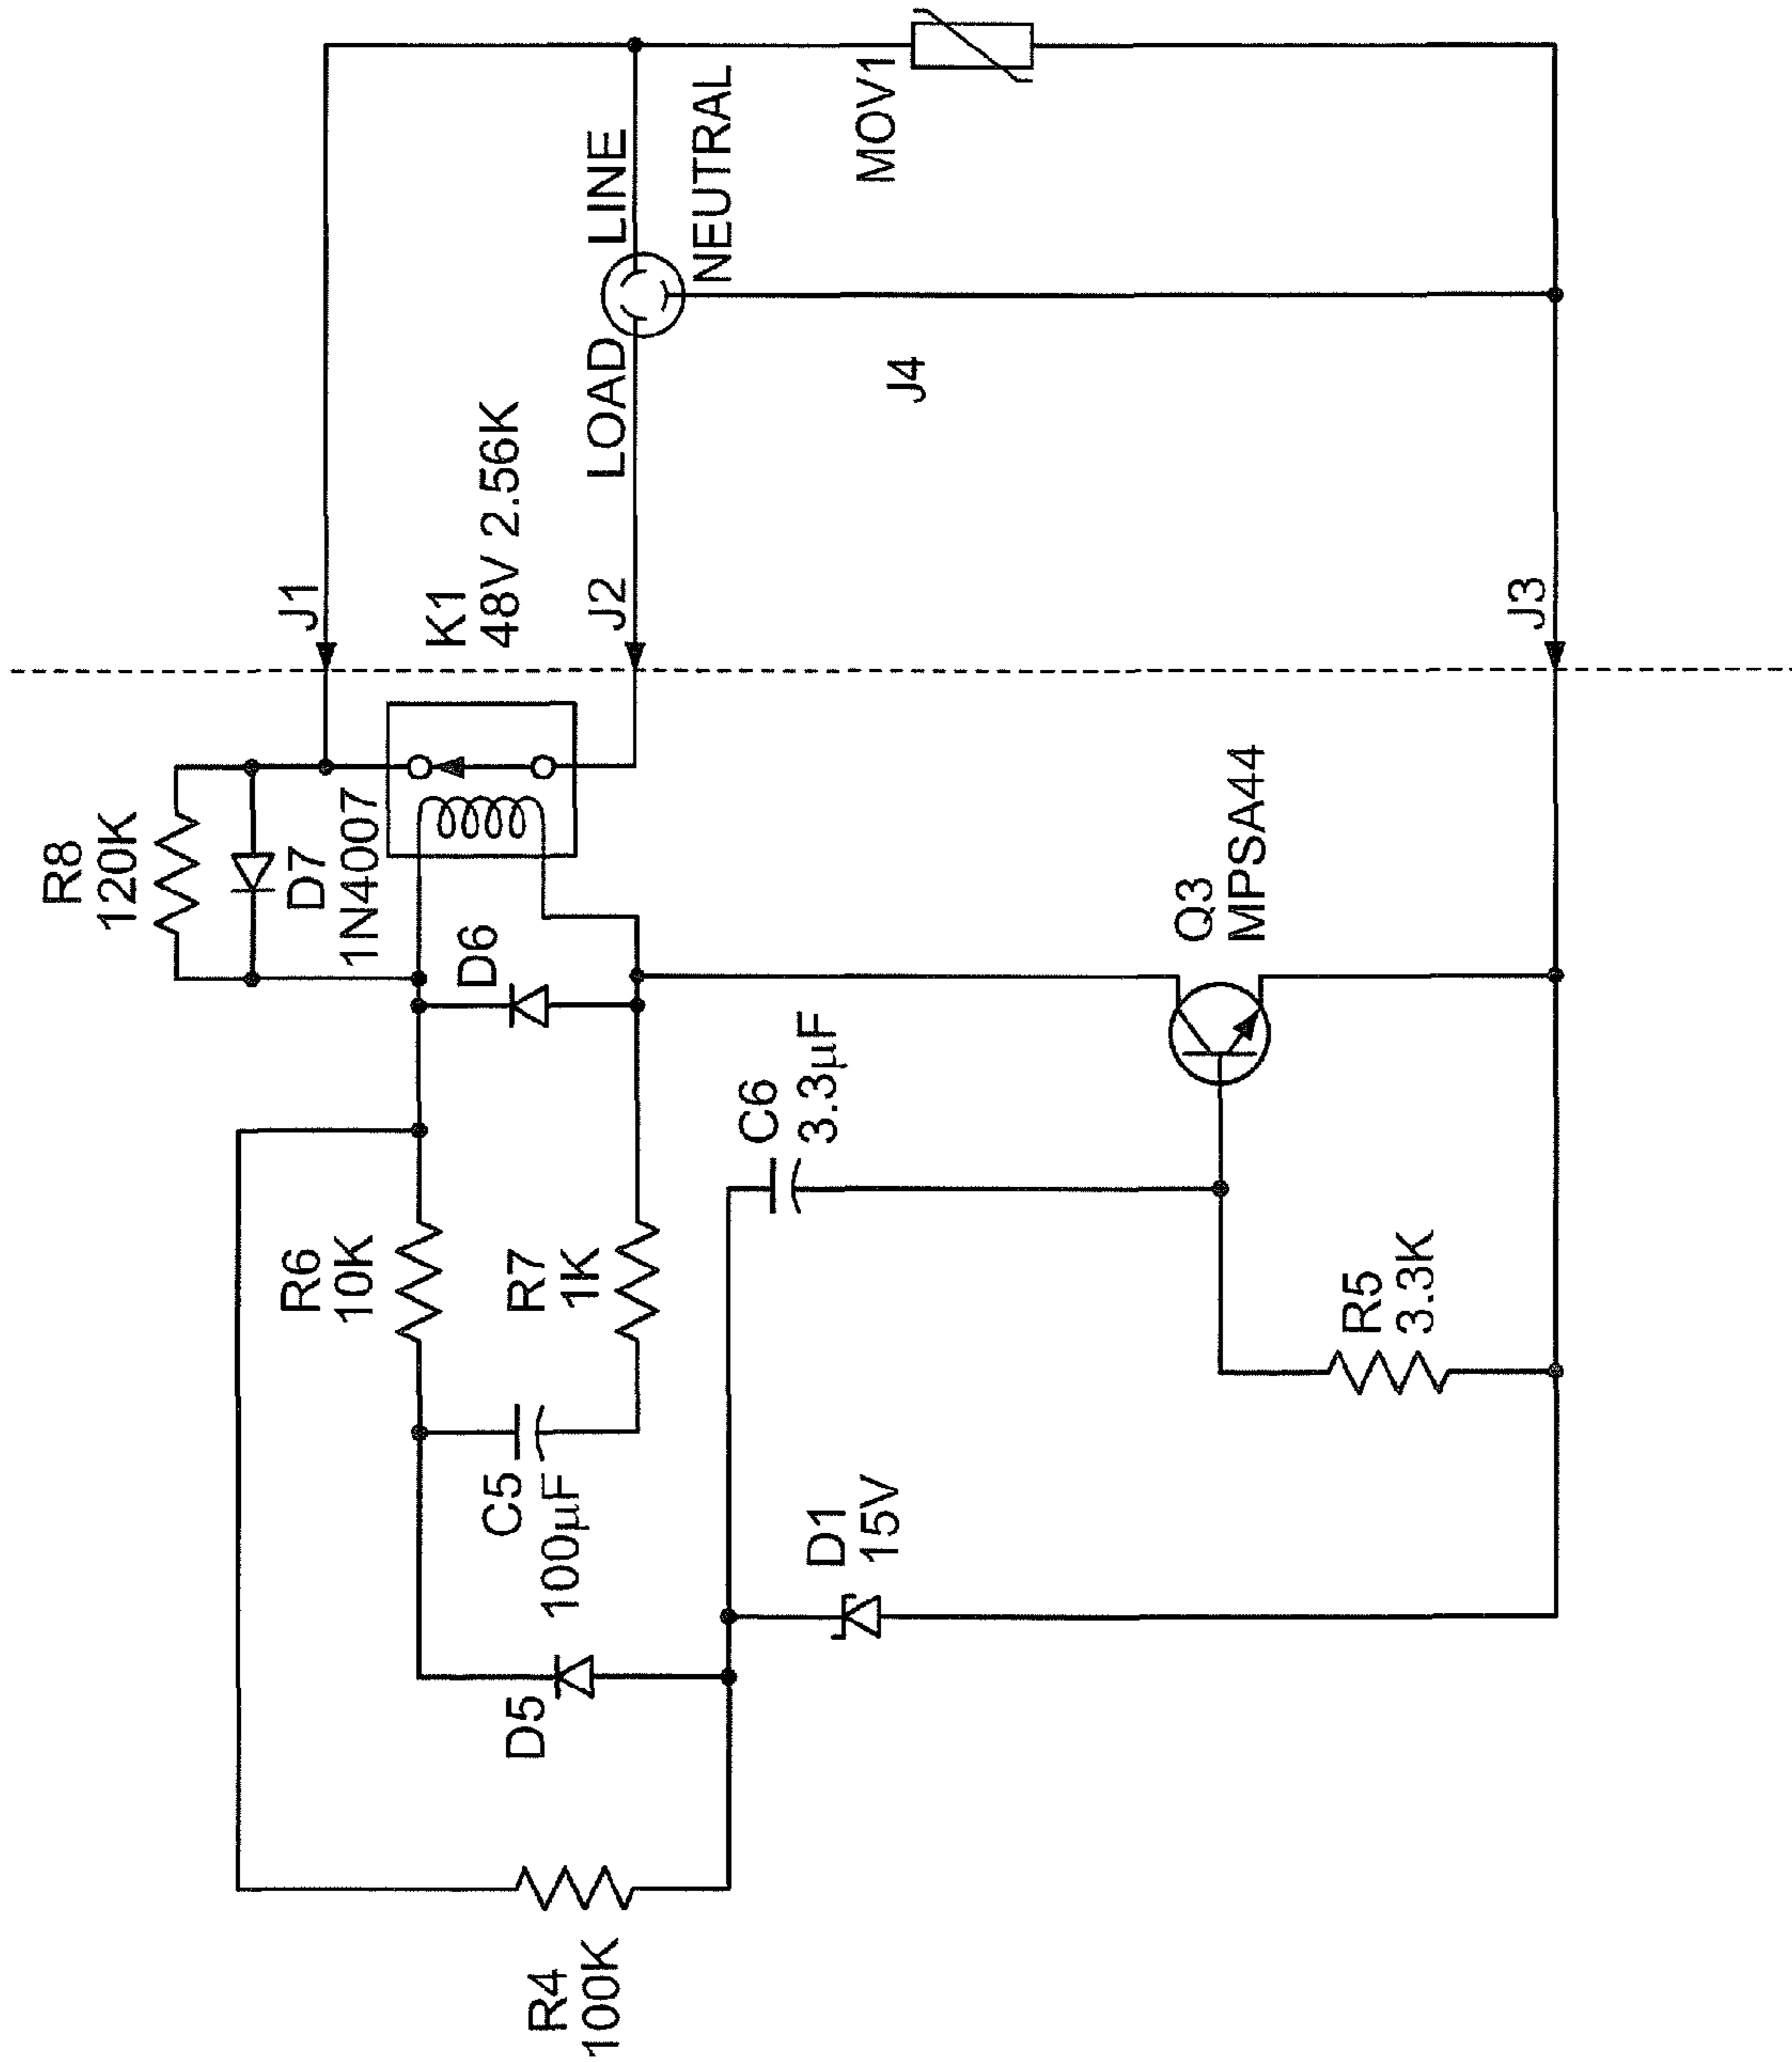 R4
100K
D5
C5
100µF
D1
15V
R6
10K
R7
1K
R5
3.3K
C6
3.3µF
D6
Q3
MPSA44
R8
120K
D7
1N4007
J1
K1
48V 2.56K
J2
J3
LOAD
LINE
NEUTRAL
J4
MOV1